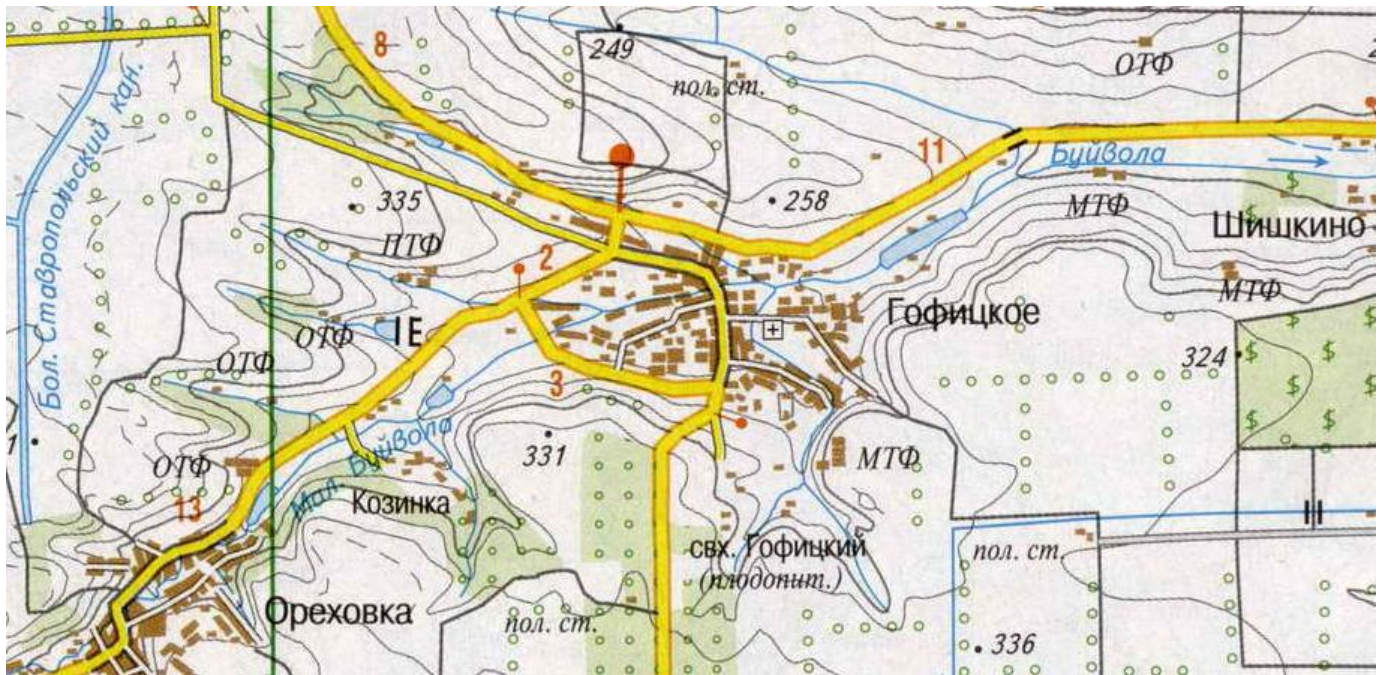 8
249
пол. ст.
ОТФ
Бол. Ставропольский кан.
335
ПТФ
2
258
11
Буйвола
МТФ
Шишкино
МТФ
Гофицкое
ОТФ
ОТФ
IE
3
324
331
Мал. Буйвола
ОТФ
13
Козинка
МТФ
свх. Гофицкий
(плодопит.)
пол. ст.
II
Ореховка
пол. ст.
336